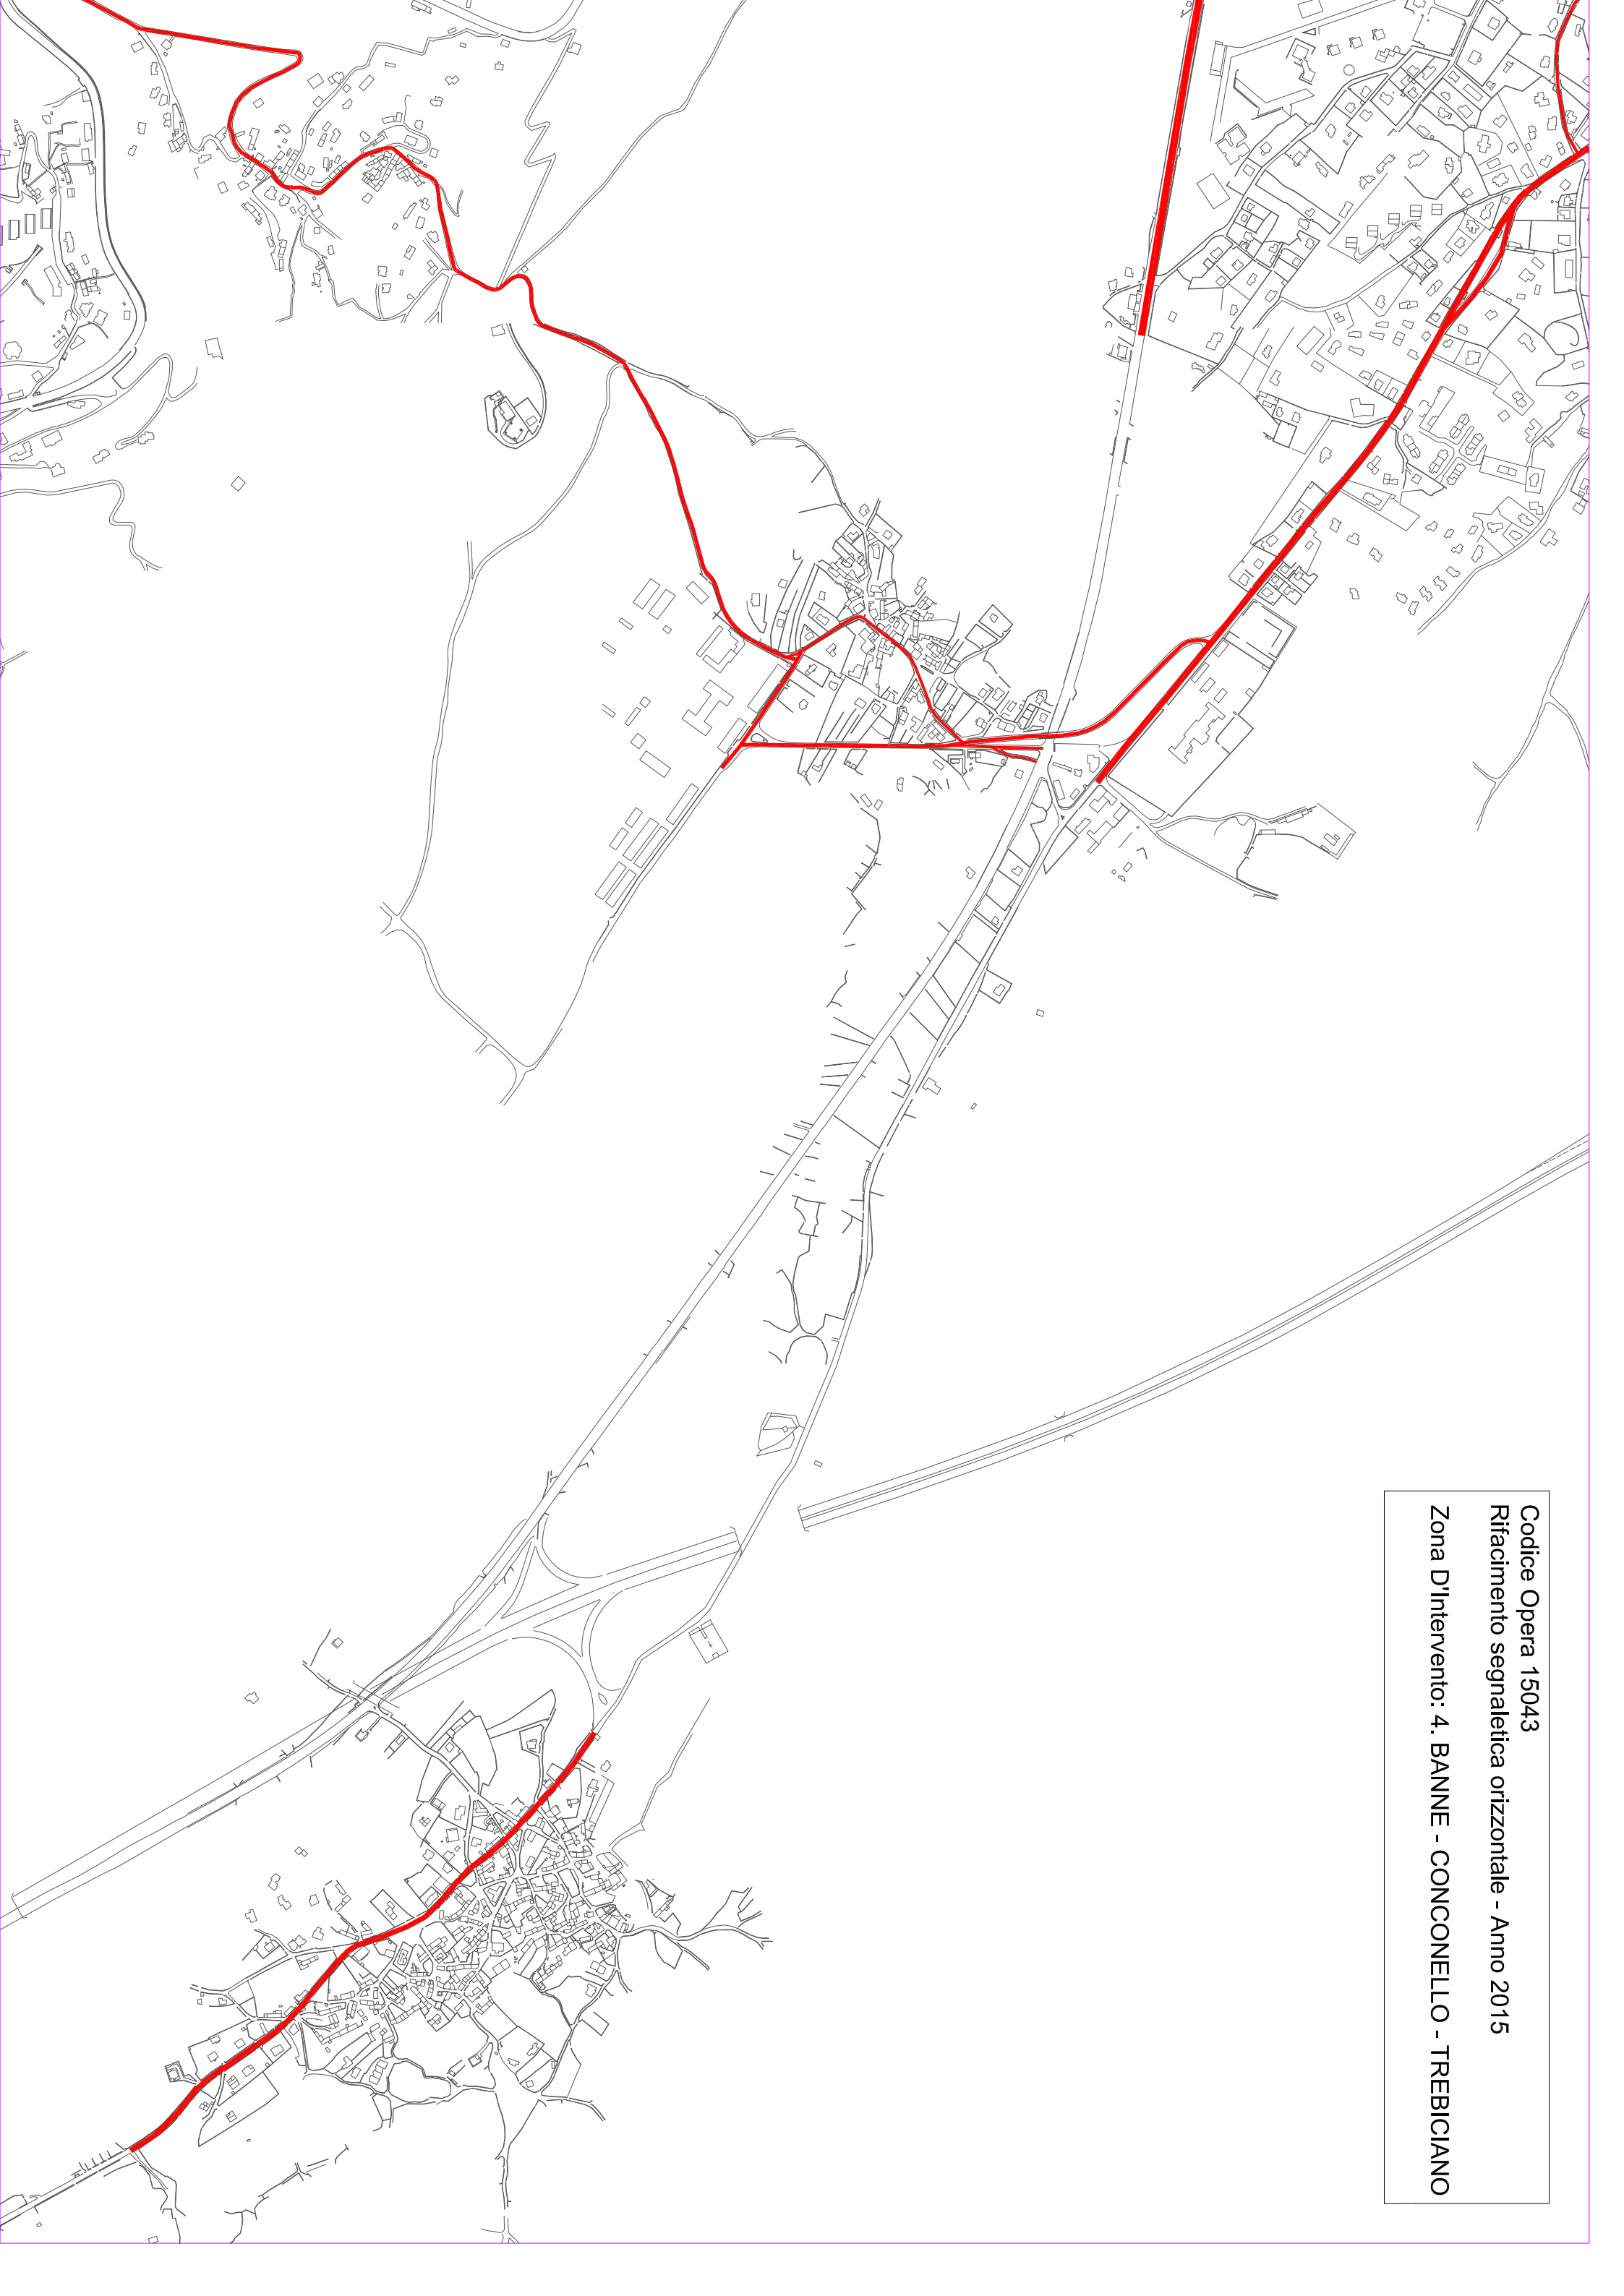 Codice Opera 15043
Rifacimento segnaletica orizzontale - Anno 2015
Zona D'Intervento: 4. BANNE - CONCONELLO - TREBICIANO